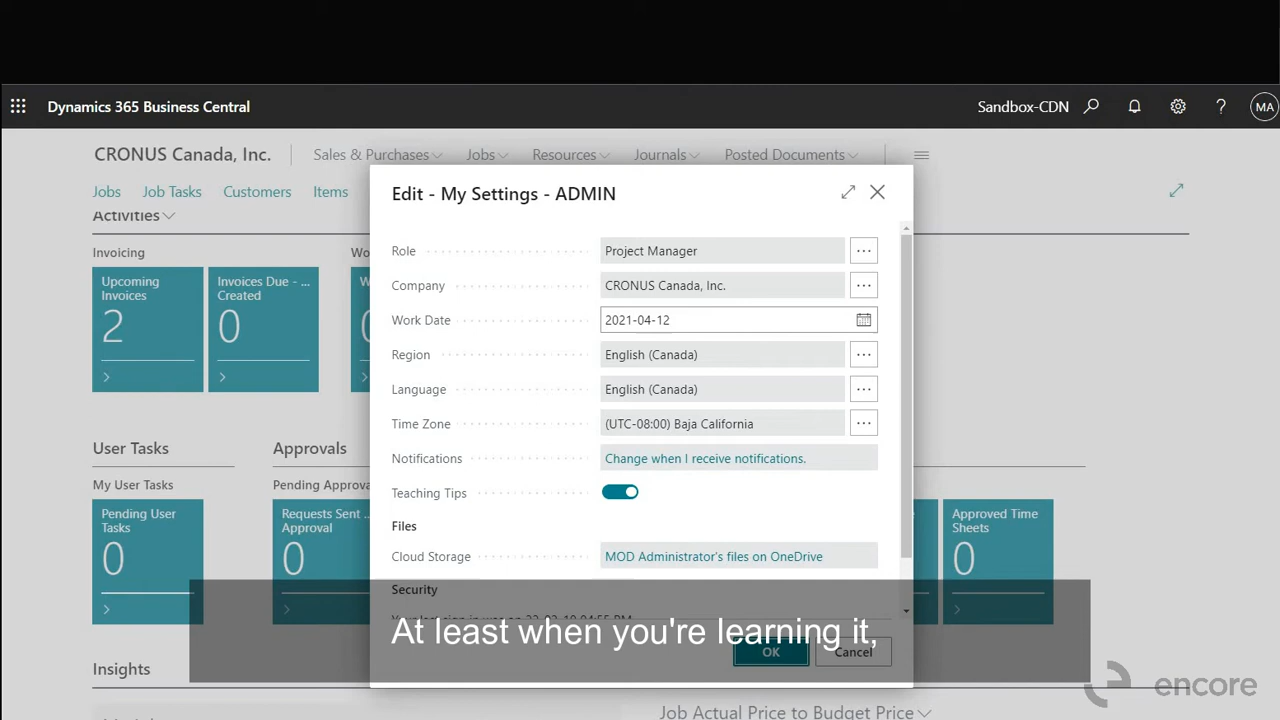 Dynamics 365 Business Central
Sandbox-CDN
MA
CRONUS Canada, Inc.
Sales & Purchases
Jobs
Resources
Journals
Posted Documents
Jobs
Job Tasks
Customers
Items
Activities
Invoicing
Wo
Upcoming
Invoices
2
Invoices Due - ...
Created
0
Edit - My Settings - ADMIN
Role
Project Manager
Company
CRONUS Canada, Inc.
Work Date
2021-04-12
Region
English (Canada)
Language
English (Canada)
Time Zone
(UTC-08:00) Baja California
Notifications
Change when I receive notifications.
Teaching Tips
Files
Cloud Storage
MOD Administrator's files on OneDrive
Security
OK
Cancel
User Tasks
Approvals
My User Tasks
Pending Approva
Pending User
Tasks
0
Requests Sent ...
Approval
0
Approved Time
Sheets
0
At least when you're learning it,
Insights
Job Actual Price to Budget Price
encore